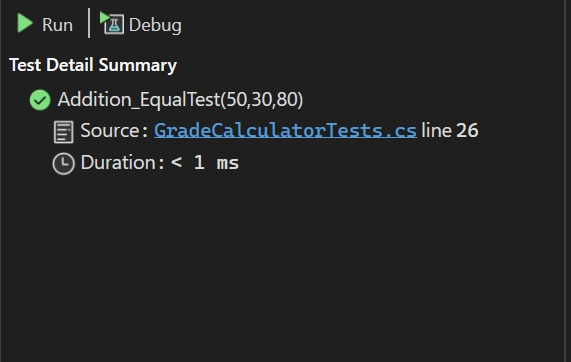 Run Debug
Test Detail Summary
Addition_EqualTest(50,30,80)
Source: GradeCalculatorTests.cs line 26
Duration: < 1 ms